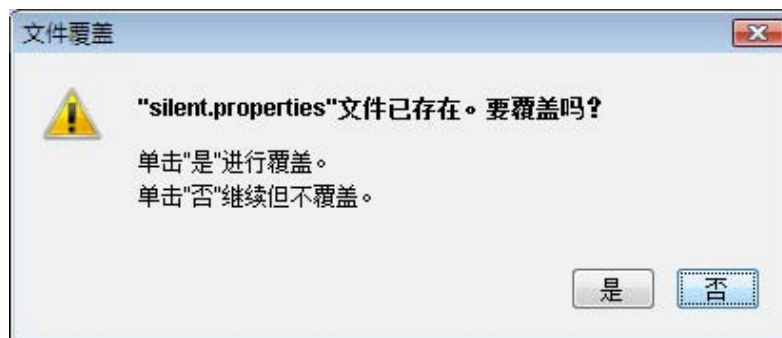 文件覆盖
"silent.properties"文件已存在。要覆盖吗?
单击"是"进行覆盖。
单击"否"继续但不覆盖。
是
否